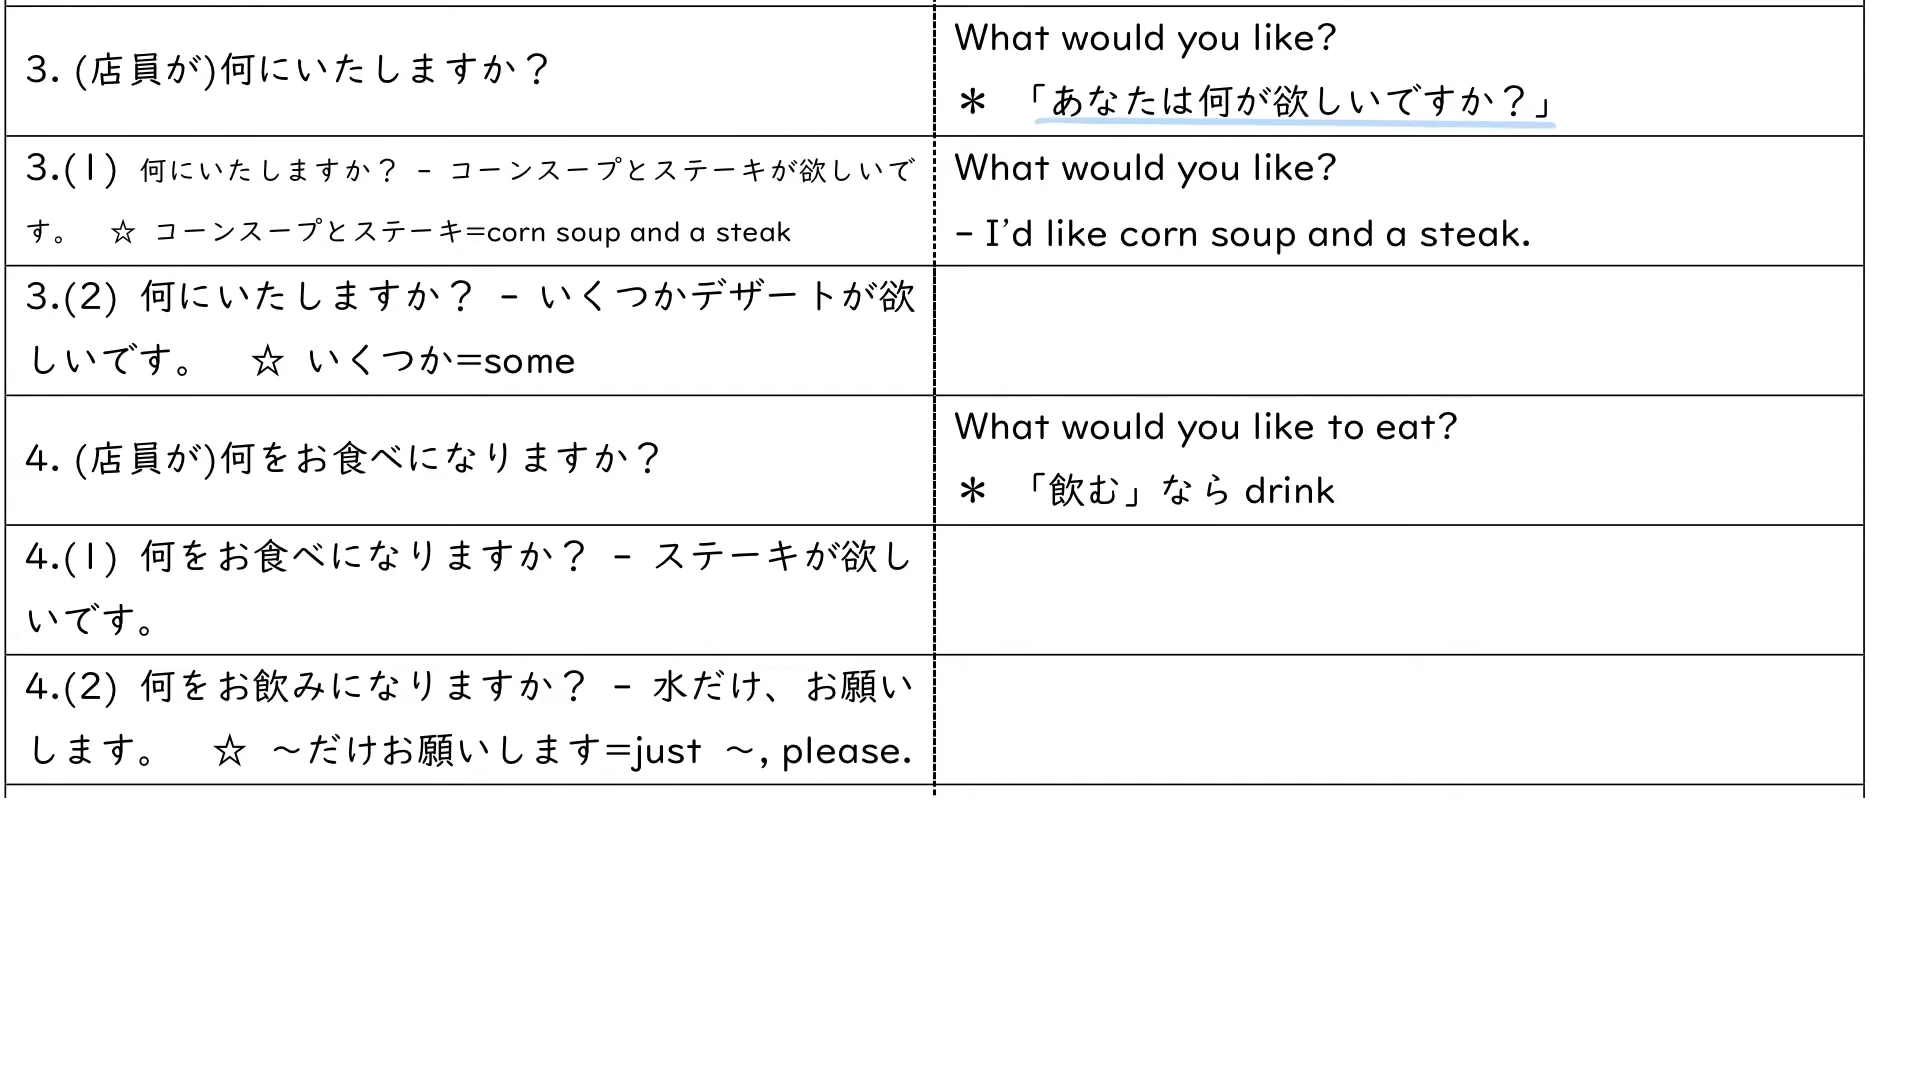 3. (店員が)何にいたしますか？
What would you like?
＊ 「あなたは何が欲しいですか？」
3.(1) 何にいたしますか？ – コーンスープとステーキが欲しいで
す。 ☆ コーンスープとステーキ=corn soup and a steak
What would you like?
– I’d like corn soup and a steak.
3.(2) 何にいたしますか？ – いくつかデザートが欲
しいです。 ☆ いくつか=some
4. (店員が)何をお食べになりますか？
What would you like to eat?
＊ 「飲む」なら drink
4.(1) 何をお食べになりますか？ – ステーキが欲し
いです。
4.(2) 何をお飲みになりますか？ – 水だけ、お願い
します。 ☆ ～だけお願いします=just ～, please.